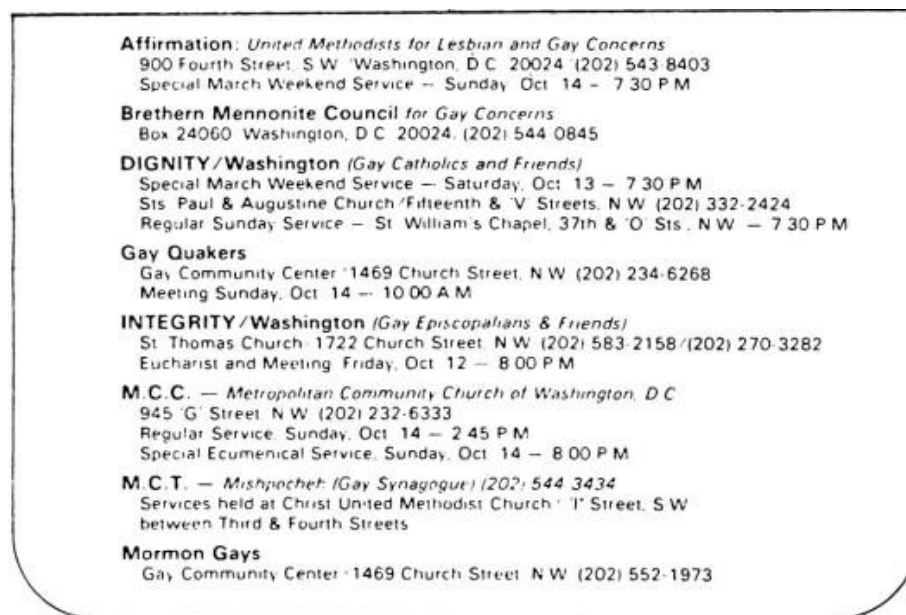 Affirmation: United Methodists for Lesbian and Gay Concerns
900 Fourth Street, S W Washington, D C 20024 (202) 543-8403
Special March Weekend Service — Sunday, Oct 14 – 7 30 P M
Brethern Mennonite Council for Gay Concerns
Box 24060 Washington, D C 20024, (202) 544 0845
DIGNITY/Washington (Gay Catholics and Friends)
Special March Weekend Service — Saturday, Oct 13 – 7 30 P M
Sts Paul & Augustine Church/Fifteenth & 'V' Streets, N W (202) 332-2424
Regular Sunday Service — St William's Chapel, 37th & 'O' Sts, N W — 7 30 P M
Gay Quakers
Gay Community Center 1469 Church Street, N W (202) 234-6268
Meeting Sunday, Oct 14 — 10 00 A M
INTEGRITY/Washington (Gay Episcopalians & Friends)
St Thomas Church 1722 Church Street, N W (202) 583-2158/(202) 270-3282
Eucharist and Meeting Friday, Oct 12 – 8 00 P M
M.C.C. — Metropolitan Community Church of Washington, D C
945 'G' Street N W (202) 232-6333
Regular Service, Sunday, Oct 14 — 2 45 P M
Special Ecumenical Service, Sunday, Oct 14 — 8 00 P M
M.C.T. — Mishpocheh (Gay Synagogue) (202) 544 3434
Services held at Christ United Methodist Church "I" Street, S W
between Third & Fourth Streets
Mormon Gays
Gay Community Center 1469 Church Street N W (202) 552-1973